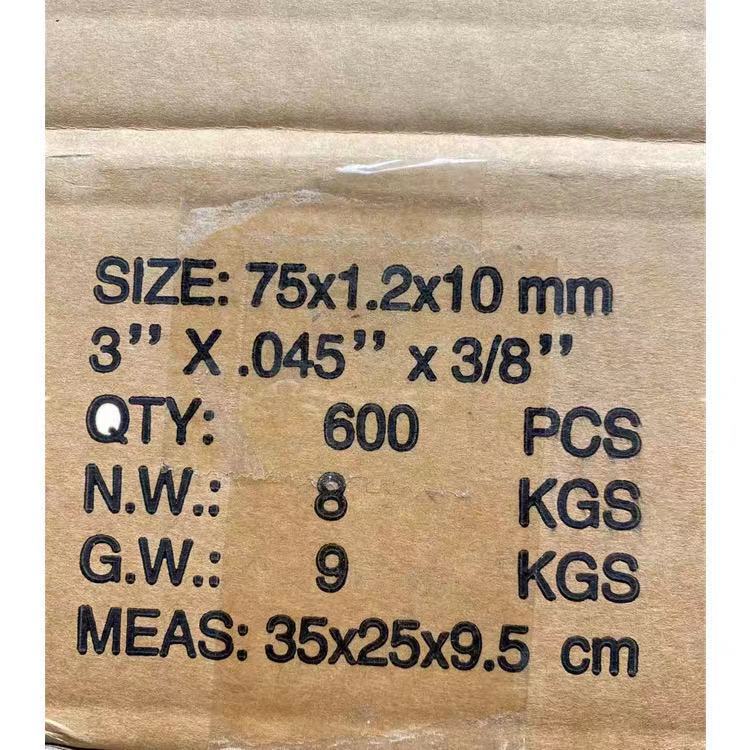 SIZE: 75x1.2x10 mm
3’’ X .045’’ x 3/8’’
QTY: 600 PCS
N.W.: 8 KGS
G.W.: 9 KGS
MEAS: 35x25x9.5 cm